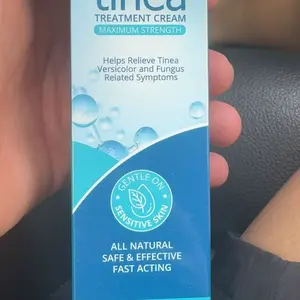 tinea
TREATMENT CREAM
MAXIMUM STRENGTH
Helps Relieve Tinea
Versicolor and Fungus
Related Symptoms
GENTLE ON
SENSITIVE SKIN
ALL NATURAL
SAFE & EFFECTIVE
FAST ACTING